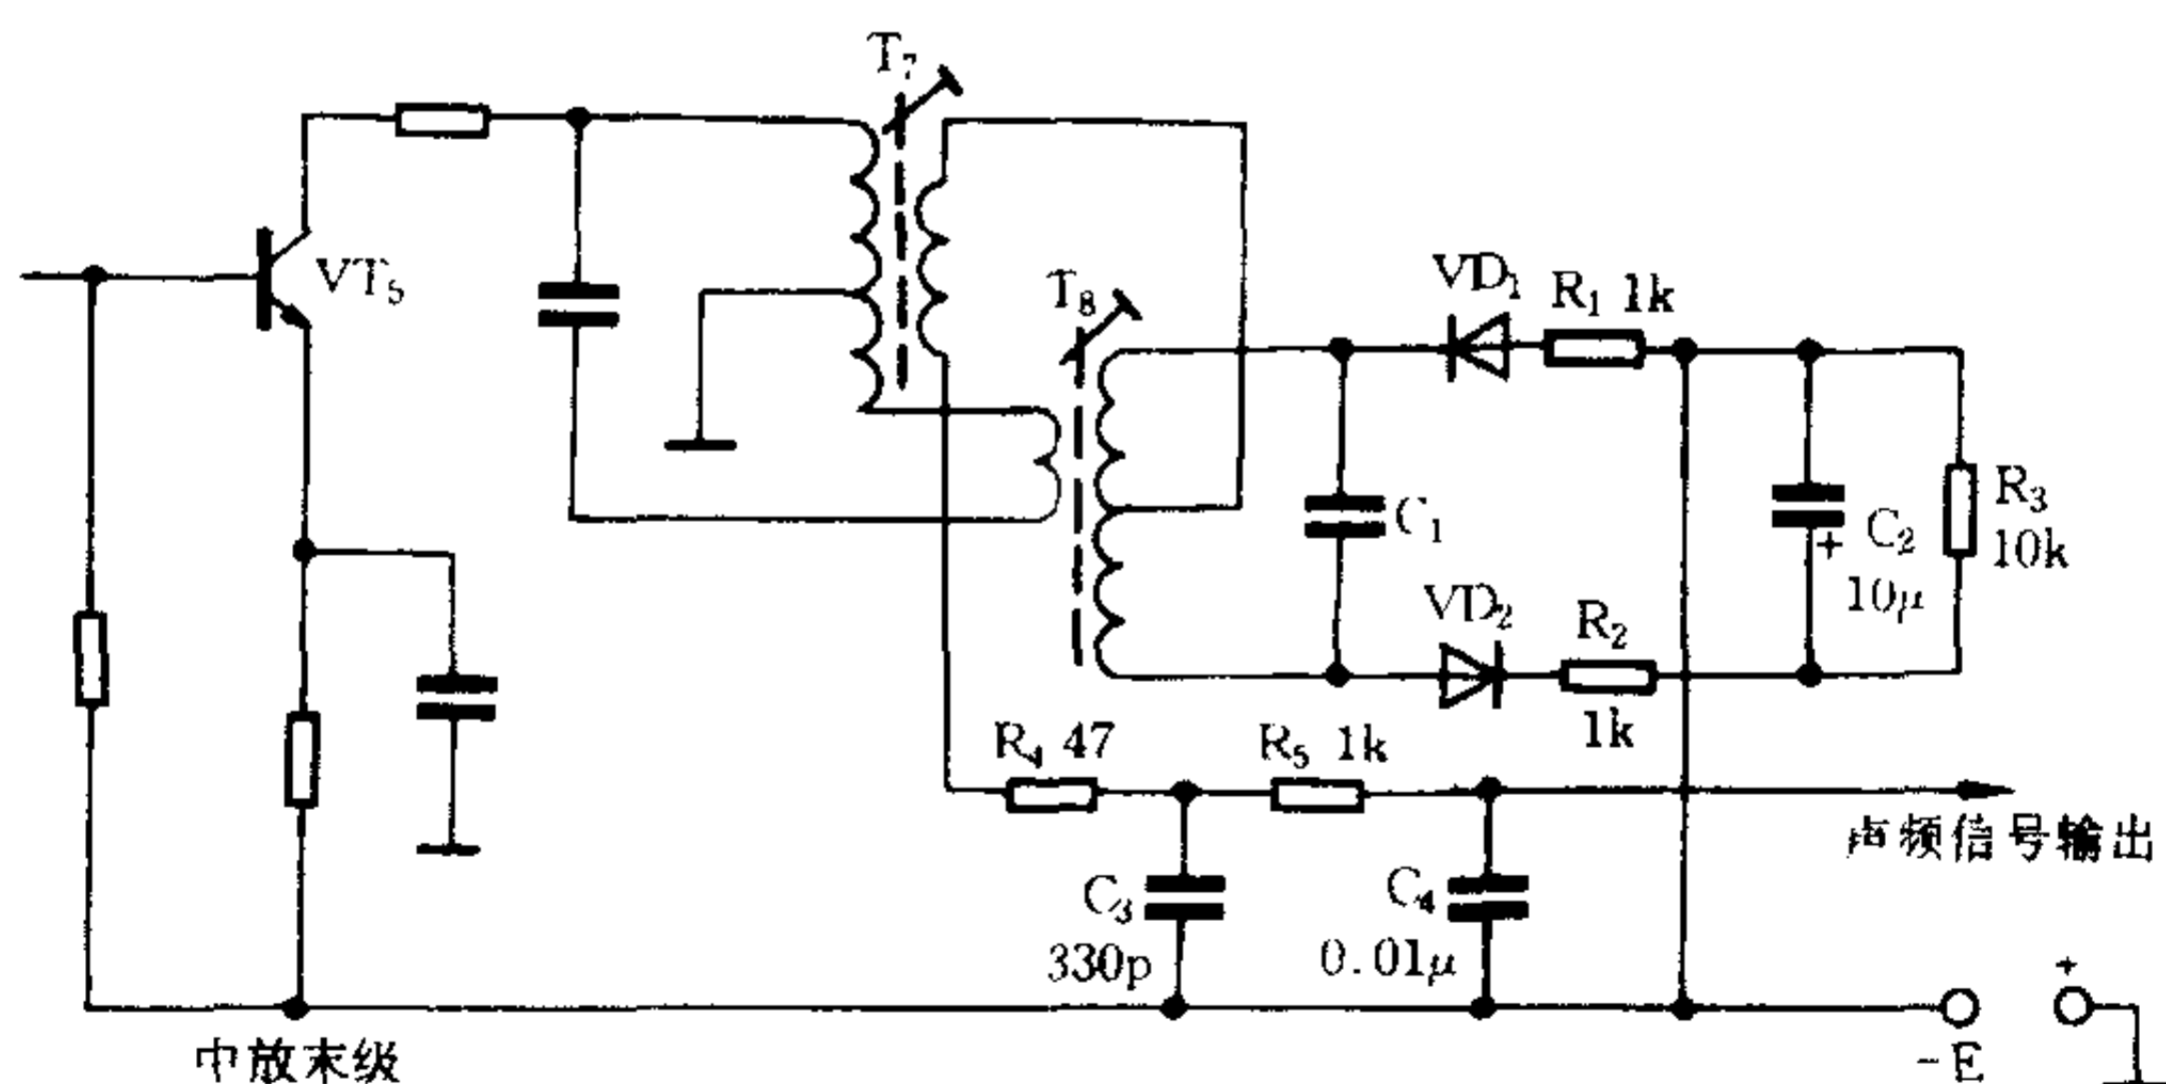 T₇
VT₅
T₈
VD₁
R₁ 1k
C₁
C₂
10μ
+
R₃
10k
VD₂
R₂
1k
R₄ 47
R₅ 1k
声频信号输出
C₃
330p
C₄
0.01μ
+
-E
中放末级